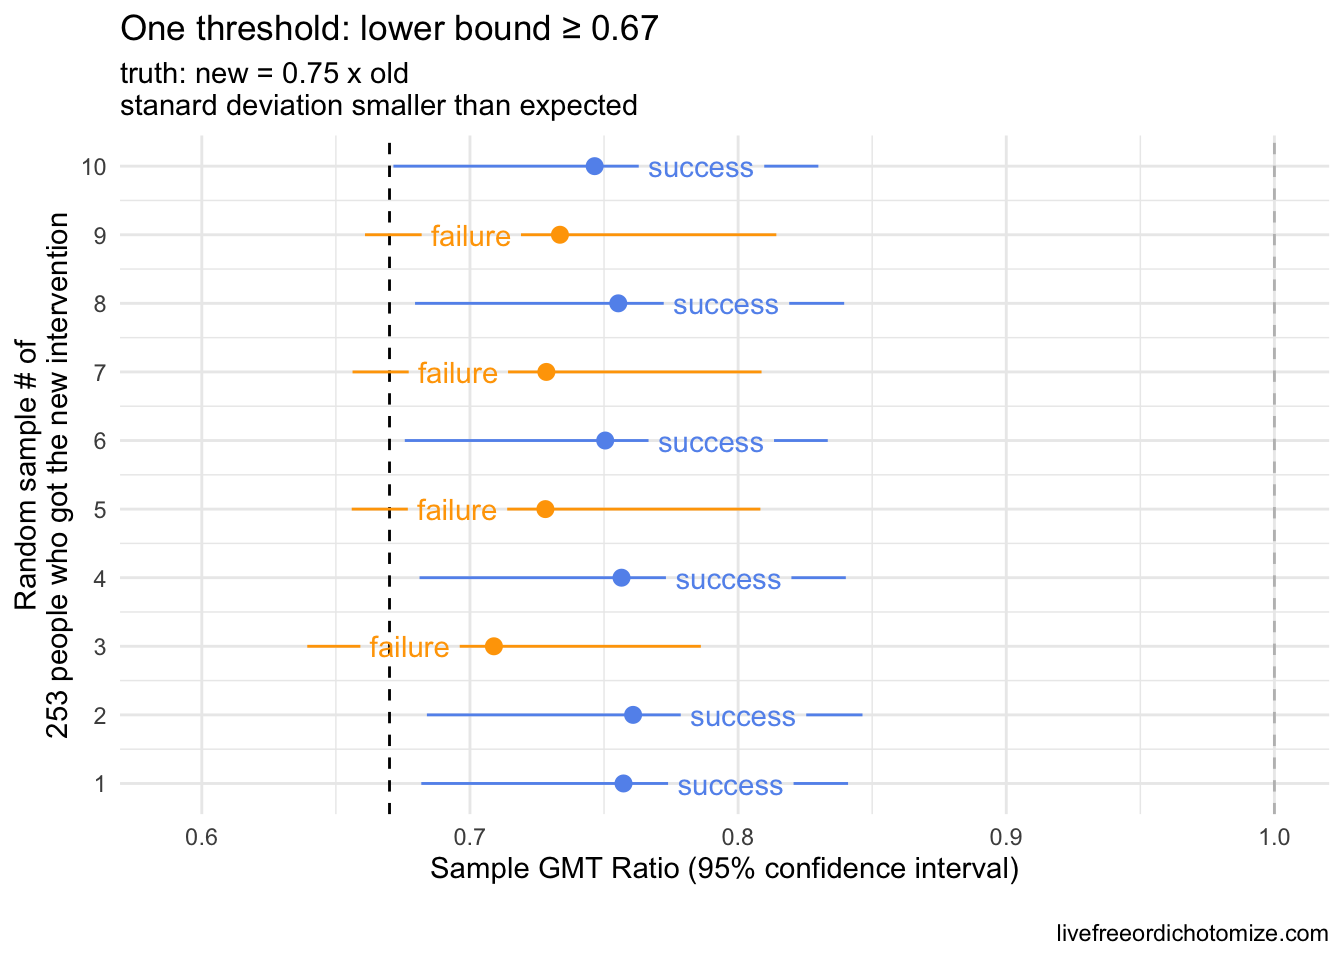 One threshold: lower bound ≥ 0.67
truth: new = 0.75 x old
stanard deviation smaller than expected
10
success
9
failure
8
success
7
failure
6
success
5
failure
4
success
3
failure
2
success
1
success
Random sample # of
253 people who got the new intervention
0.6
0.7
0.8
0.9
1.0
Sample GMT Ratio (95% confidence interval)
livefreeordichotomize.com